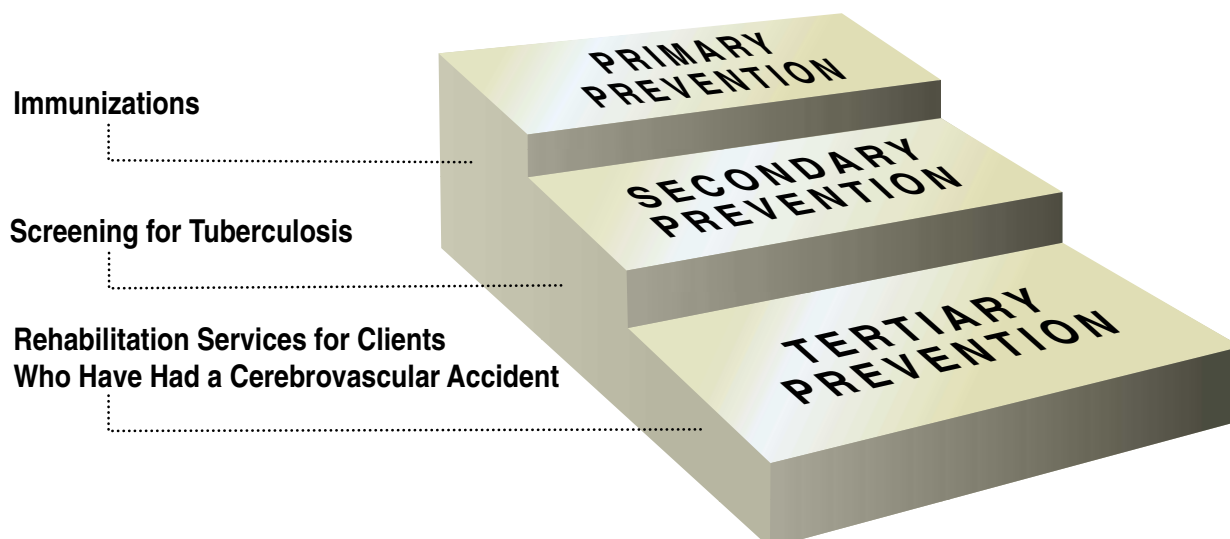 PRIMARY
PREVENTION
Immunizations
SECONDARY
PREVENTION
Screening for Tuberculosis
TERTIARY
PREVENTION
Rehabilitation Services for Clients
Who Have Had a Cerebrovascular Accident